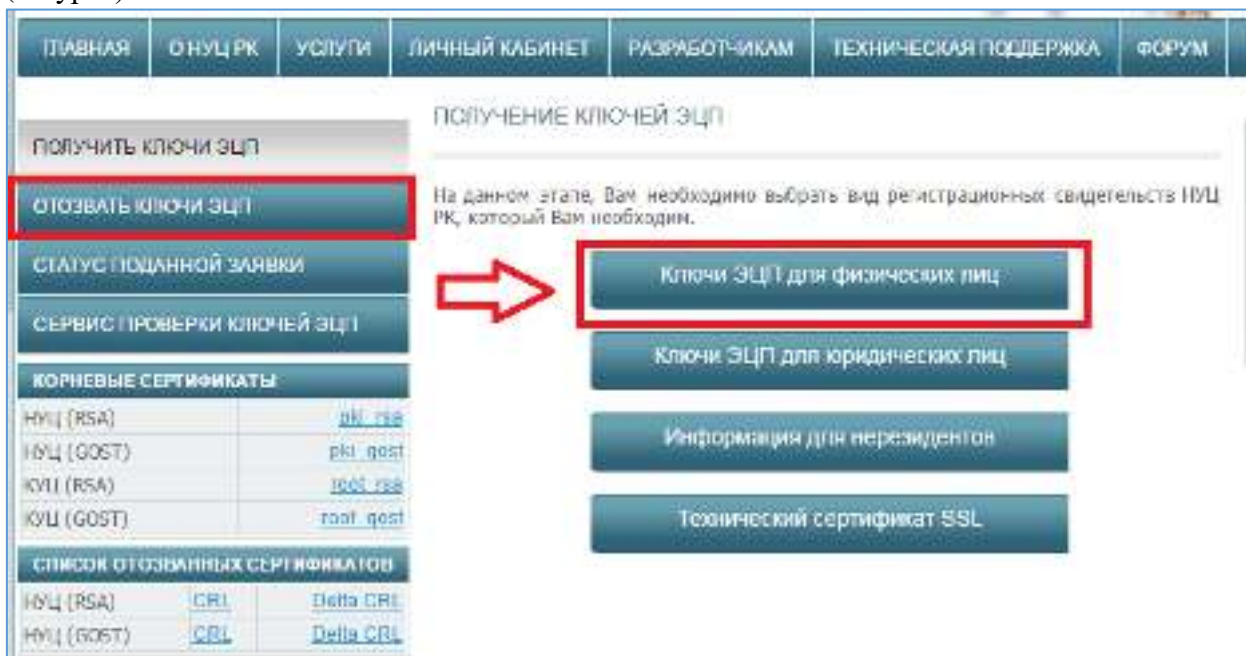 ГЛАВНАЯ О НУЦ РК УСЛУГИ ЛИЧНЫЙ КАБИНЕТ РАЗРАБОТЧИКАМ ТЕХНИЧЕСКАЯ ПОДДЕРЖКА ФОРУМ
ПОЛУЧИТЬ КЛЮЧИ ЭЦП
ОТОЗВАТЬ КЛЮЧИ ЭЦП
СТАТУС ПОДАННОЙ ЗАЯВКИ
СЕРВИС ПРОВЕРКИ КЛЮЧЕЙ ЭЦП
КОРНЕВЫЕ СЕРТИФИКАТЫ
НУЦ (RSA) pki_rsa
НУЦ (GOST) pki_gost
КУЦ (RSA) root_rsa
КУЦ (GOST) root_gost
СПИСОК ОТОЗВАННЫХ СЕРТИФИКАТОВ
НУЦ (RSA) CRL Delta CRL
НУЦ (GOST) CRL Delta CRL
ПОЛУЧЕНИЕ КЛЮЧЕЙ ЭЦП
На данном этапе, Вам необходимо выбрать вид регистрационных свидетельств НУЦ
РК, который Вам необходим.
Ключи ЭЦП для физических лиц
Ключи ЭЦП для юридических лиц
Информация для нерезидентов
Технический сертификат SSL